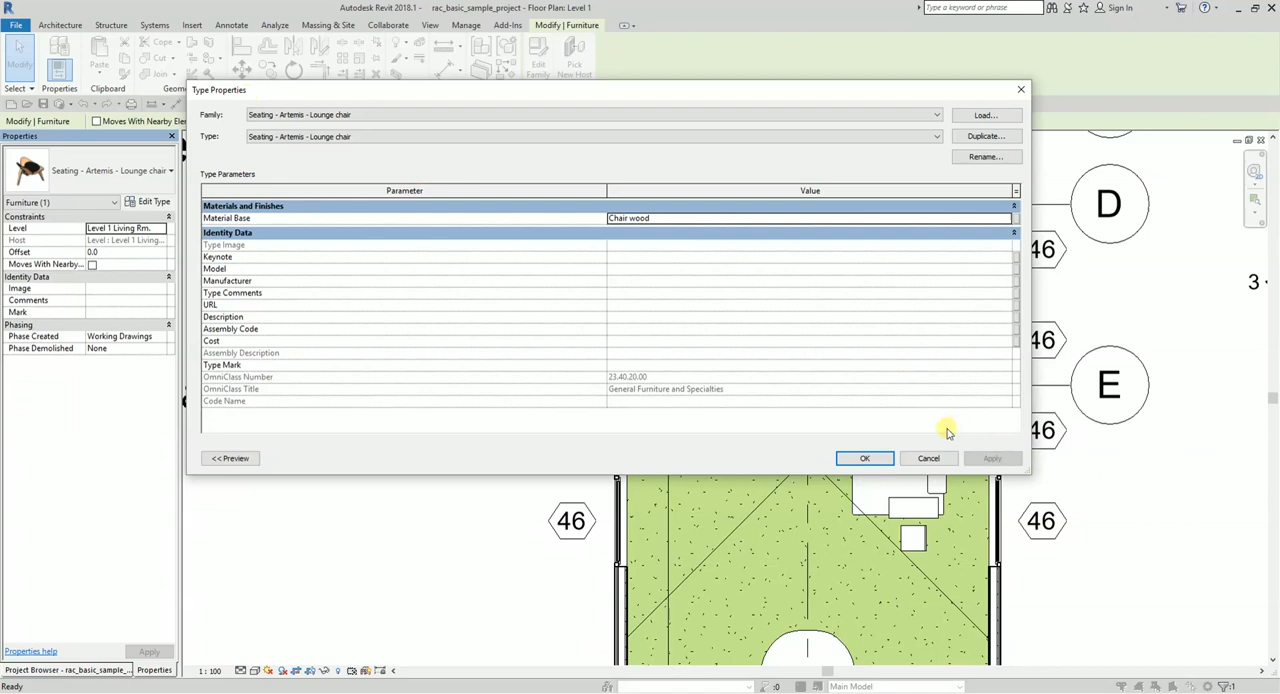 Autodesk Revit 2018.1 - rac_basic_sample_project - Floor Plan: Level 1
Type a keyword or phrase
Sign In
File Architecture Structure Systems Insert Annotate Analyze Massing & Site Collaborate View Manage Add-Ins Modify | Furniture
Modify
Paste
Cope
Cut
Join
Edit Family
Pick New Host
Select Properties Clipboard
Modify | Furniture Moves With Nearby
Properties
Seating - Artemis - Lounge chair
Furniture (1) Edit Type
Constraints
Level Level 1 Living Rm.
Host Level : Level 1 Living...
Offset 0.0
Moves With Nearby...
Identity Data
Image
Comments
Mark
Phasing
Phase Created Working Drawings
Phase Demolished None
Properties help Apply
Project Browser - rac_basic_sample_... Properties
Ready
Type Properties
Family: Seating - Artemis - Lounge chair Load...
Type: Seating - Artemis - Lounge chair Duplicate...
Rename...
Type Parameters
Parameter Value =
Materials and Finishes
Material Base Chair wood
Identity Data
Type Image
Keynote
Model
Manufacturer
Type Comments
URL
Description
Assembly Code
Cost
Assembly Description
Type Mark
OmniClass Number 23.40.20.00
OmniClass Title General Furniture and Specialties
Code Name
<< Preview OK Cancel Apply
D
46
3
46
E
46
46
46
1 : 100
:0 Main Model :1